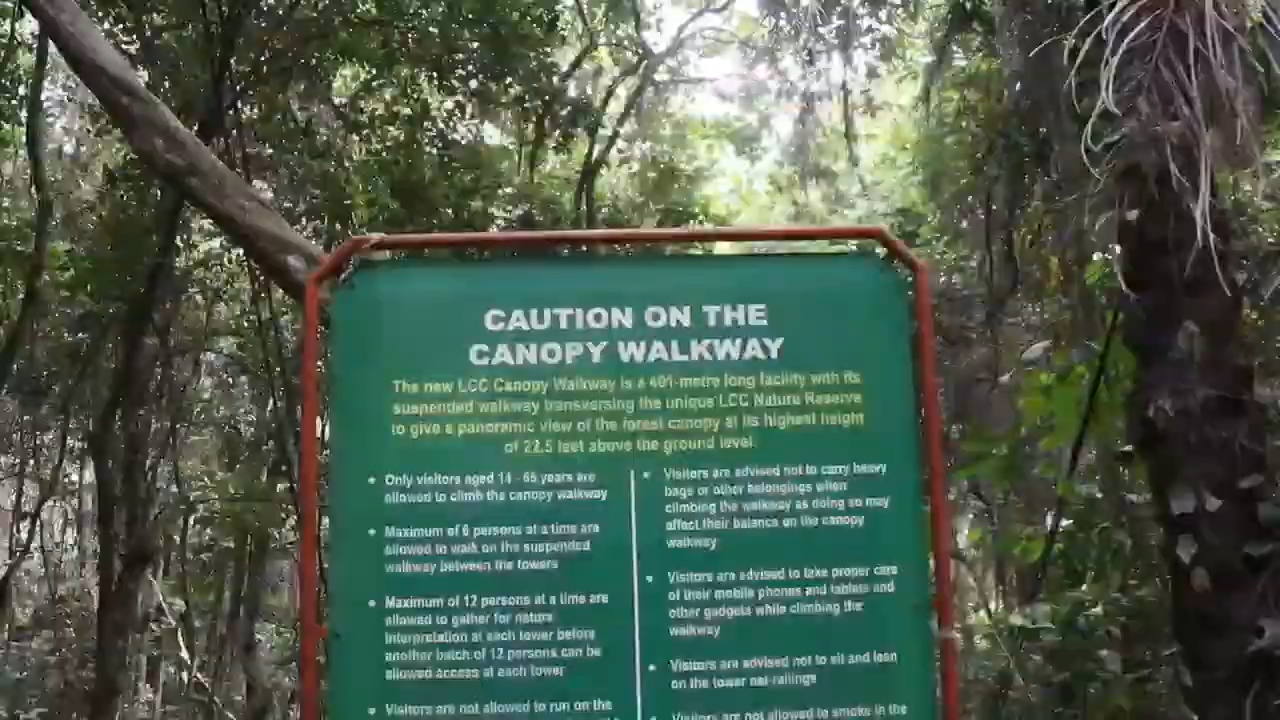 CAUTION ON THE
CANOPY WALKWAY
The new LCC Canopy Walkway is a 401-metre long facility with its
suspended walkway transversing the unique LCC Nature Reserve
to give a panoramic view of the forest canopy at its highest height
of 22.5 feet above the ground level.
• Only visitors aged 14 - 65 years are
allowed to climb the canopy walkway
• Maximum of 6 persons at a time are
allowed to walk on the suspended
walkway between the towers
• Maximum of 12 persons at a time are
allowed to gather for nature
interpretation at each tower before
another batch of 12 persons can be
allowed access at each tower
• Visitors are not allowed to run on the
• Visitors are advised not to carry heavy
bags or other belongings when
climbing the walkway as doing so may
affect their balance on the canopy
walkway
• Visitors are advised to take proper care
of their mobile phones and tablets and
other gadgets while climbing the
walkway
• Visitors are advised not to sit and lean
on the tower net-railings
• Visitors are not allowed to smoke in the